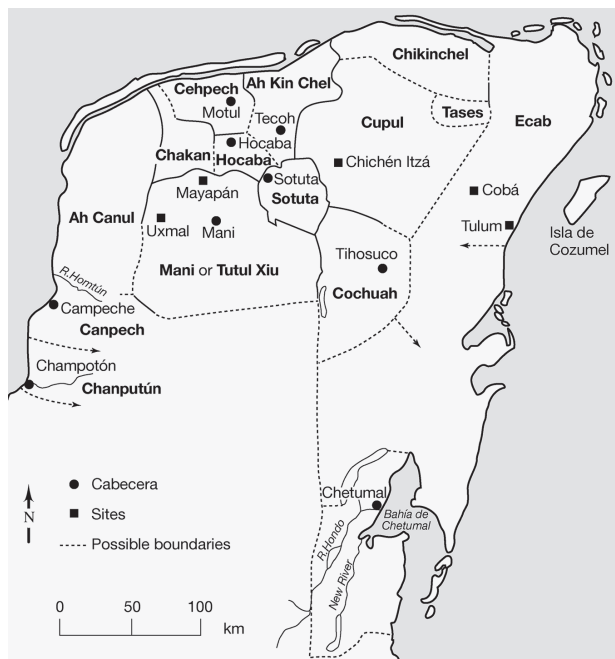 Chikinchel
Ah Kin Chel
Cehpech
Motul
Tecoh
Tases
Ecab
Cupul
Hocaba
Chakan
Hocaba
Chichén Itzá
Sotuta
Mayapán
Sotuta
Cobá
Ah Canul
Uxmal
Mani
Tulum
Isla de
Cozumel
Tihosuco
Mani or Tutul Xiu
R.Homtún
Cochuah
Campeche
Canpech
Champotón
Chanputún
Cabecera
Chetumal
Sites
Bahía de
Chetumal
N
Possible boundaries
R.Hondo
New River
0 50 100
km